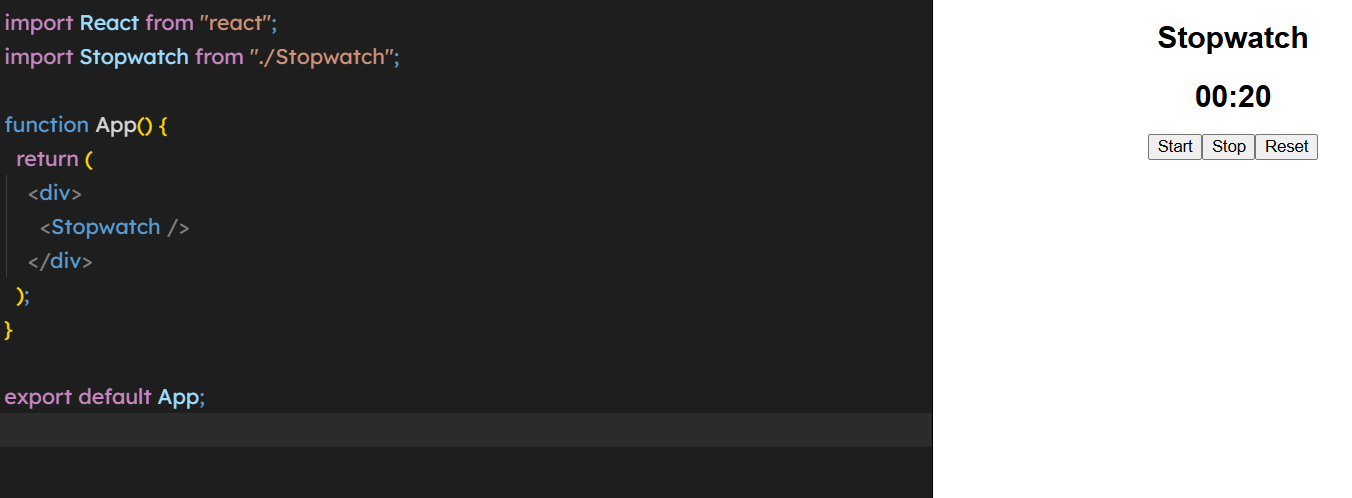 import React from "react";
import Stopwatch from "./Stopwatch";
function App() {
return (
<div>
<Stopwatch />
</div>
);
}
export default App;
Stopwatch
00:20
Start Stop Reset